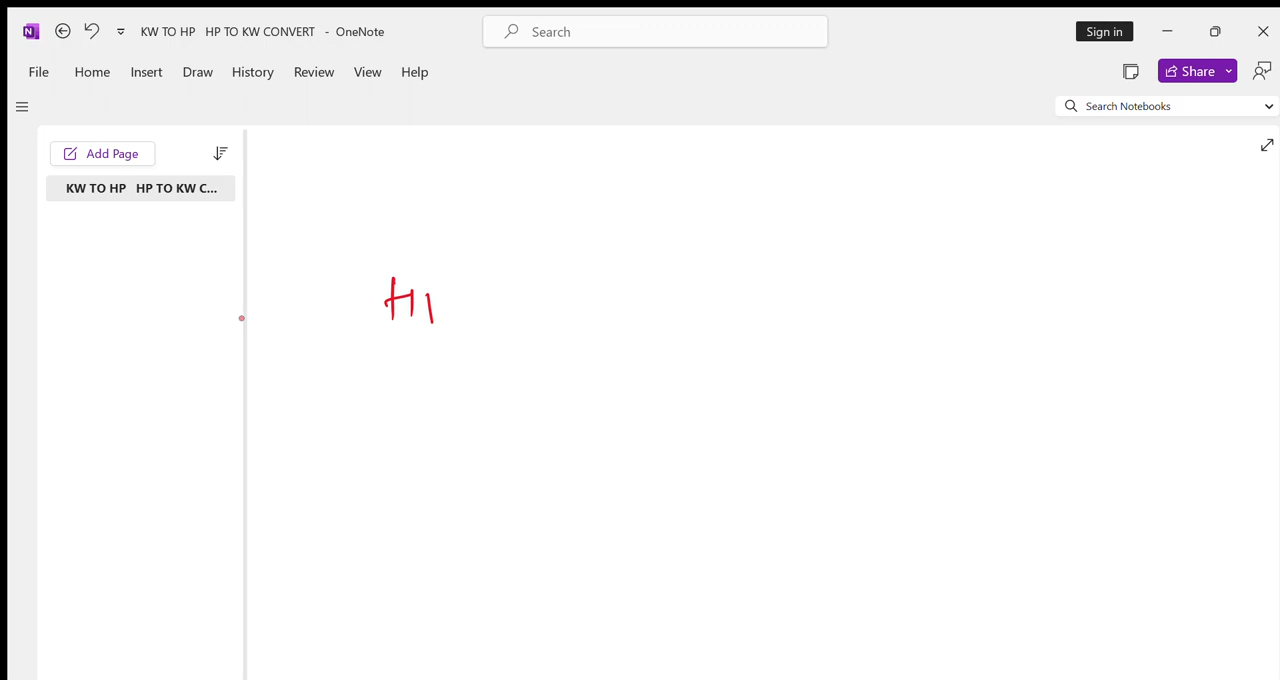 KW TO HP HP TO KW CONVERT - OneNote
Search
Sign in
File Home Insert Draw History Review View Help
Share
Search Notebooks
Add Page
KW TO HP HP TO KW C...
HI